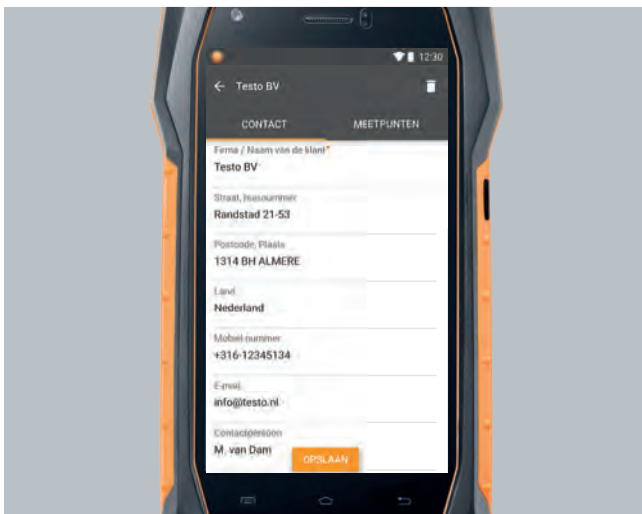 12:30
Testo BV
CONTACT MEETPUNTEN
Firma / Naam van de klant*
Testo BV
Straat, huisnummer
Randstad 21-53
Postcode, Plaats
1314 BH ALMERE
Land
Nederland
Mobiel nummer
+316-12345134
E-mail
info@testo.nl
Contactpersoon
M. van Dam
OPSLAAN